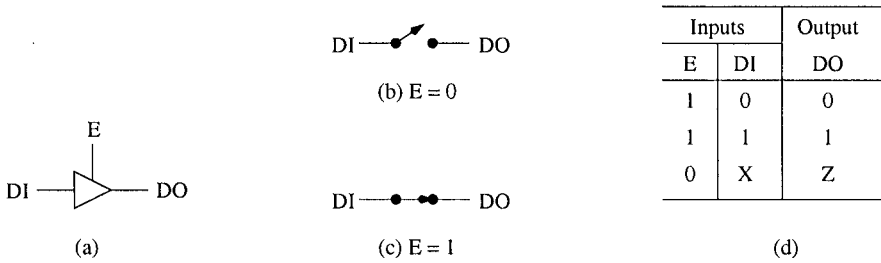 E
DI DO
(a)
DI DO
(b) E = 0
DI DO
(c) E = 1
Inputs Output
E DI DO
1 0 0
1 1 1
0 X Z
(d)